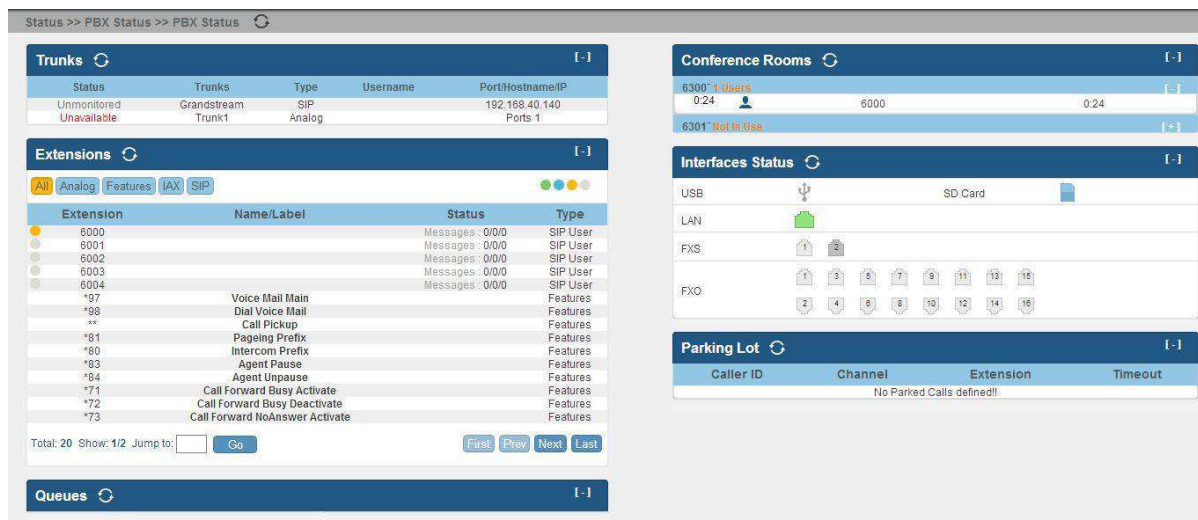 Status >> PBX Status >> PBX Status
Trunks [-]
Status Trunks Type Username Port/Hostname/IP
Unmonitored Grandstream SIP 192.168.40.140
Unavailable Trunk1 Analog Ports 1
Extensions [-]
All Analog Features IAX SIP
Extension Name/Label Status Type
6000 Messages : 0/0/0 SIP User
6001 Messages : 0/0/0 SIP User
6002 Messages : 0/0/0 SIP User
6003 Messages : 0/0/0 SIP User
6004 Messages : 0/0/0 SIP User
*97 Voice Mail Main Features
*98 Dial Voice Mail Features
** Call Pickup Features
*81 Pageing Prefix Features
*80 Intercom Prefix Features
*83 Agent Pause Features
*84 Agent Unpause Features
*71 Call Forward Busy Activate Features
*72 Call Forward Busy Deactivate Features
*73 Call Forward NoAnswer Activate Features
Total: 20 Show: 1/2 Jump to: Go First Prev Next Last
Queues [-]
Conference Rooms [-]
6300~ 1 Users [-]
0:24 6000 0:24
6301~ Not In Use [+]
Interfaces Status [-]
USB SD Card
LAN
FXS 1 2
FXO
1 3 5 7 9 11 13 15
2 4 6 8 10 12 14 16
Parking Lot [-]
Caller ID Channel Extension Timeout
No Parked Calls defined!!